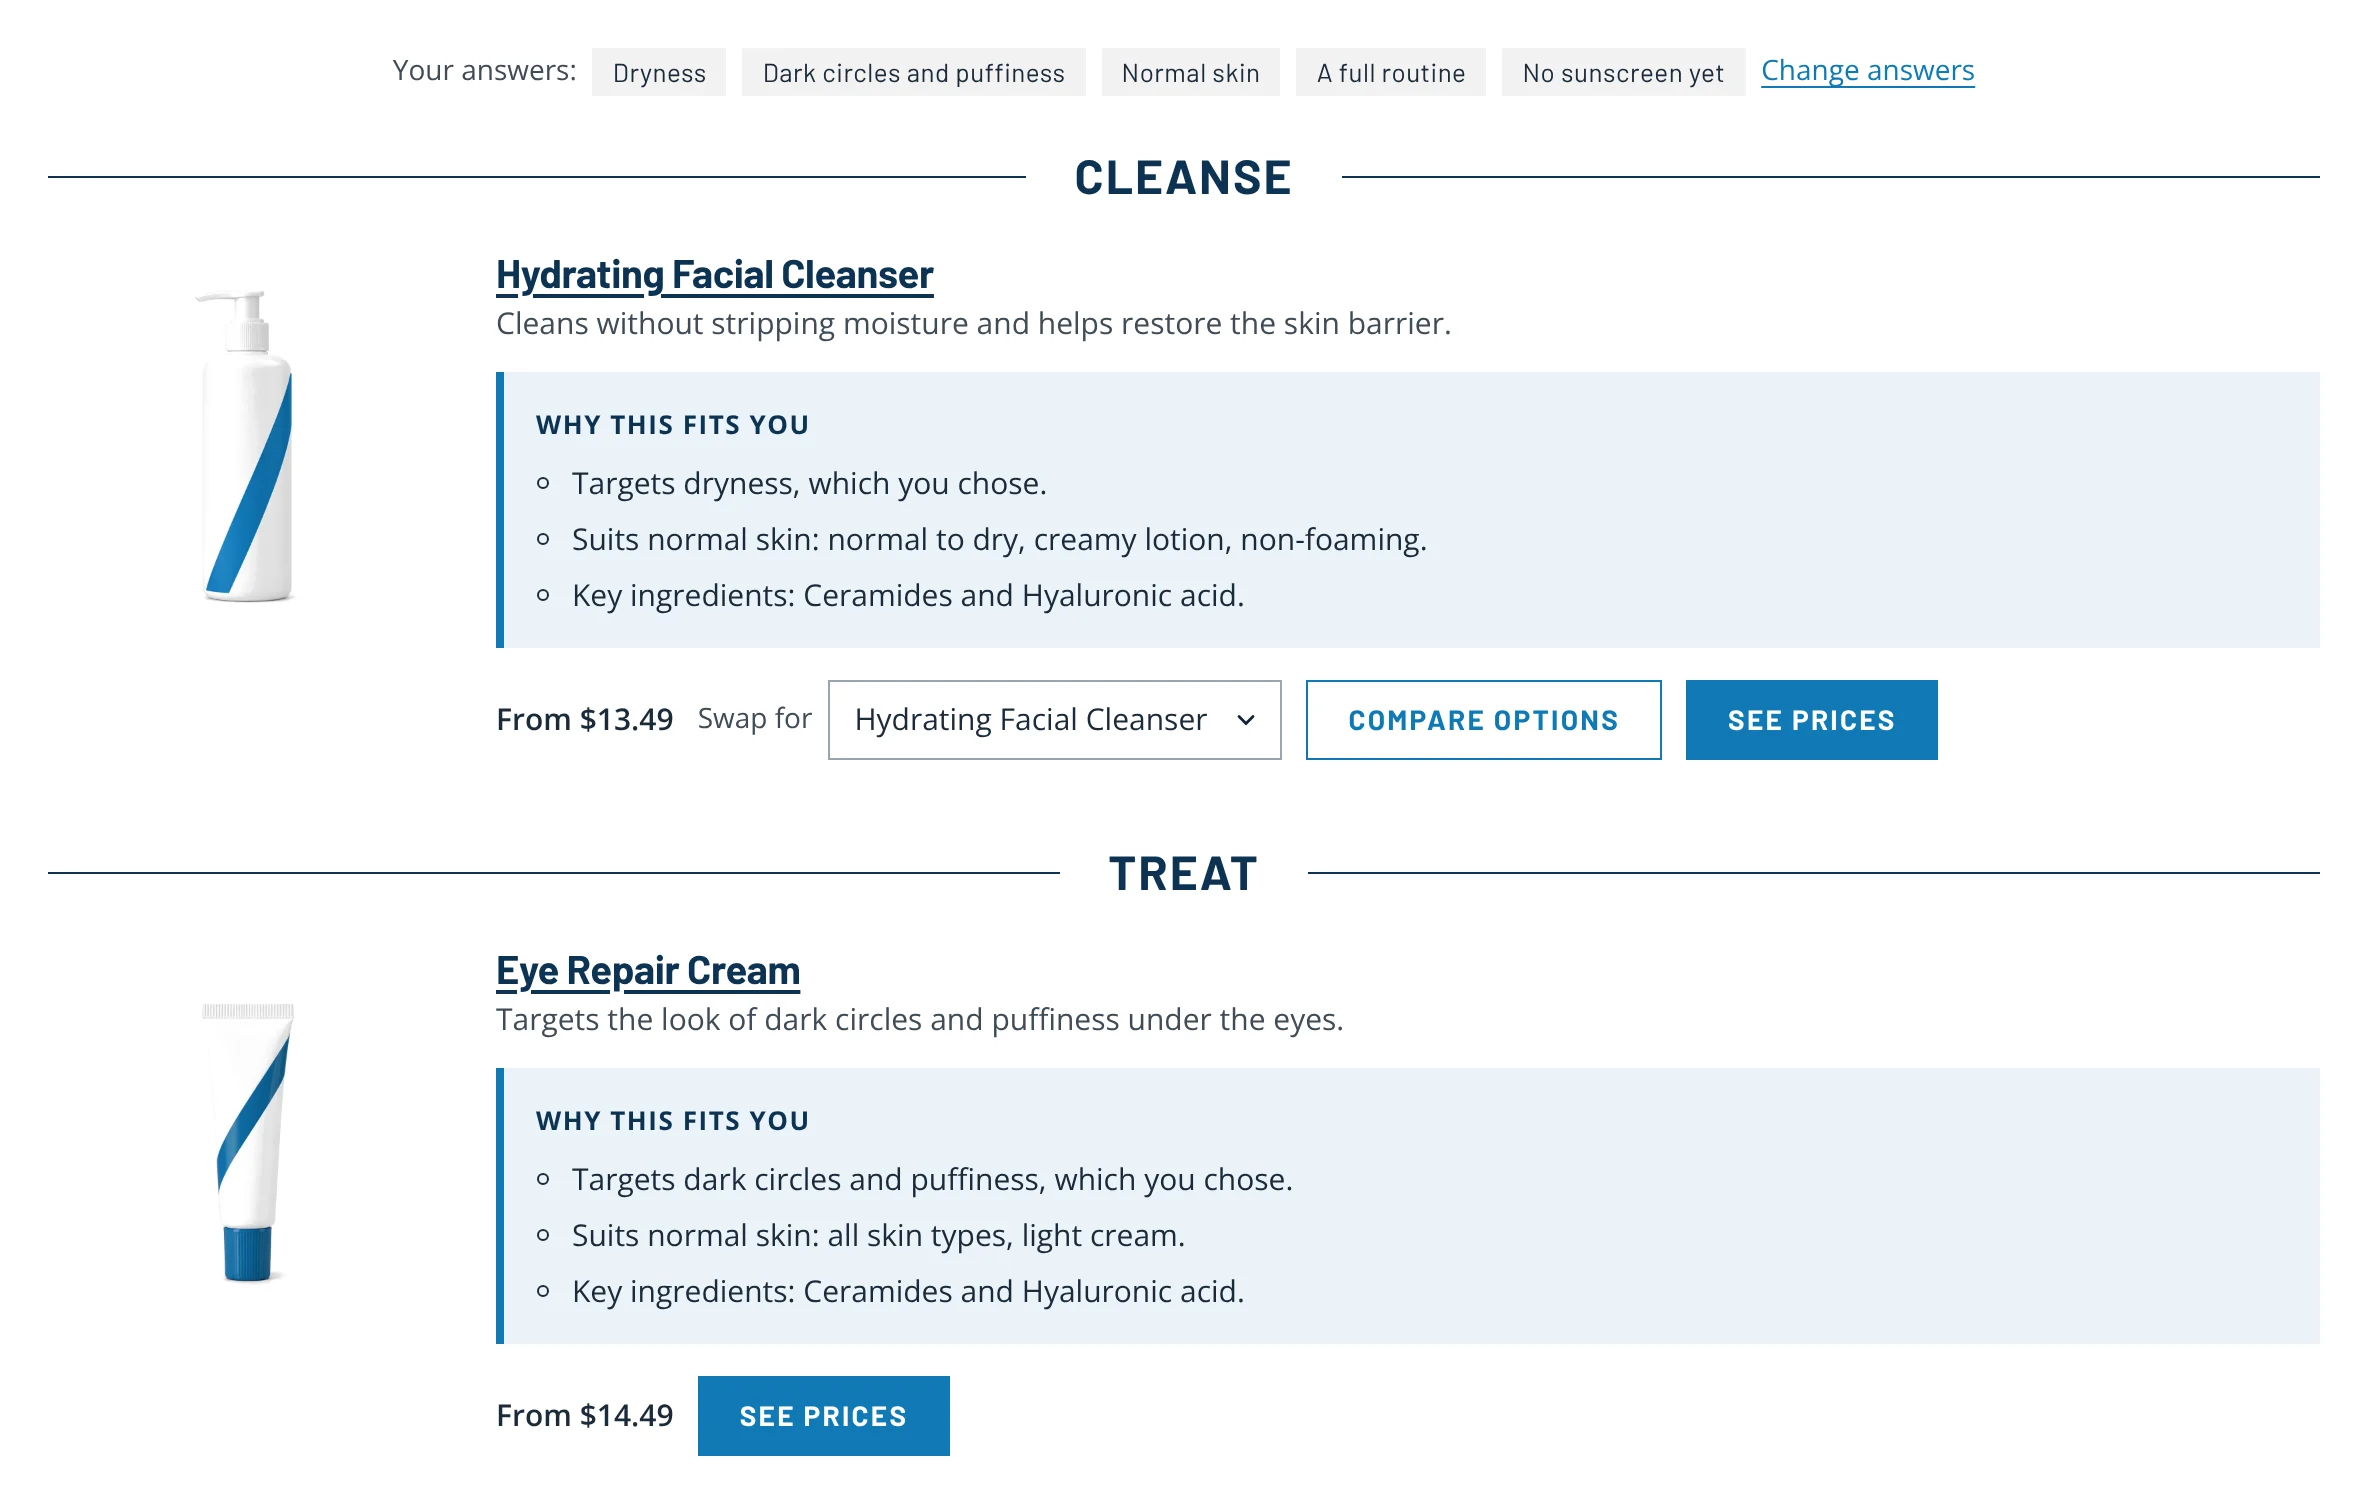 Your answers: Dryness Dark circles and puffiness Normal skin A full routine No sunscreen yet Change answers
CLEANSE
Hydrating Facial Cleanser
Cleans without stripping moisture and helps restore the skin barrier.
WHY THIS FITS YOU
Targets dryness, which you chose.
Suits normal skin: normal to dry, creamy lotion, non-foaming.
Key ingredients: Ceramides and Hyaluronic acid.
From $13.49 Swap for Hydrating Facial Cleanser COMPARE OPTIONS SEE PRICES
TREAT
Eye Repair Cream
Targets the look of dark circles and puffiness under the eyes.
WHY THIS FITS YOU
Targets dark circles and puffiness, which you chose.
Suits normal skin: all skin types, light cream.
Key ingredients: Ceramides and Hyaluronic acid.
From $14.49 SEE PRICES